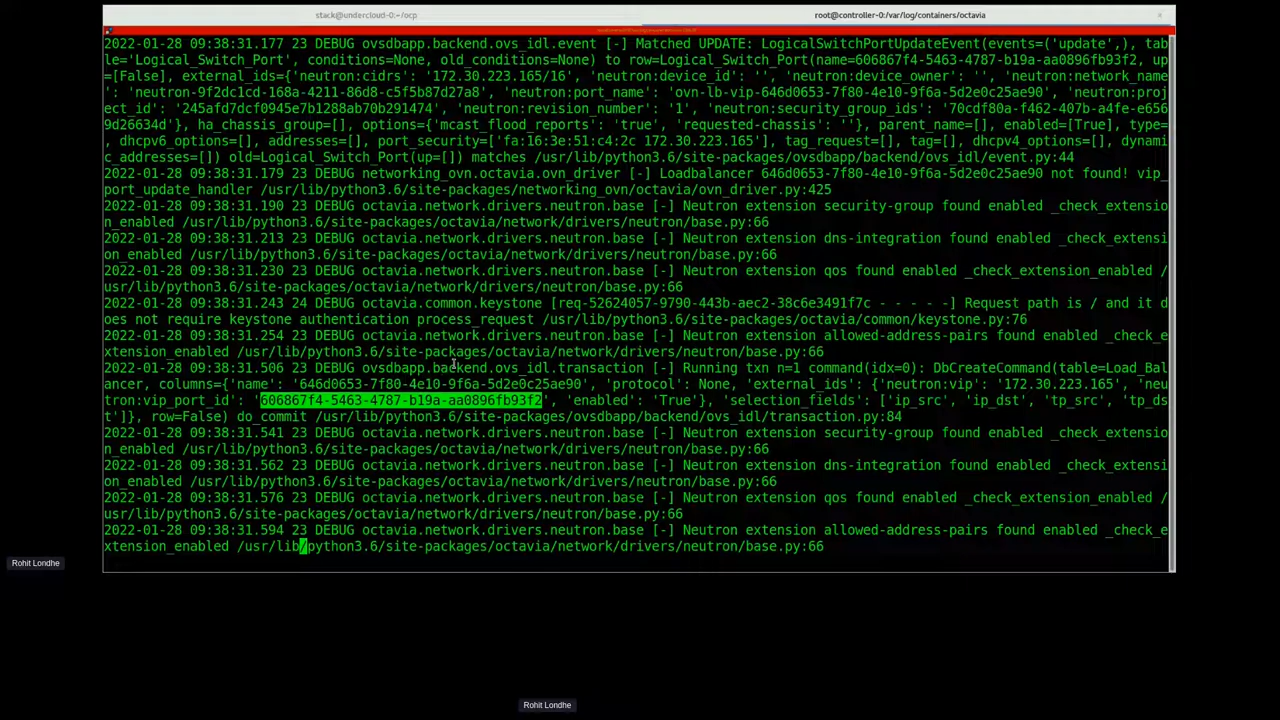 stack@undercloud-0:~/ocp
root@controller-0:/var/log/containers/octavia
2022-01-28 09:38:31.177 23 DEBUG ovsdbapp.backend.ovs_idl.event [-] Matched UPDATE: LogicalSwitchPortUpdateEvent(events=('update',), tab
le='Logical_Switch_Port', conditions=None, old_conditions=None) to row=Logical_Switch_Port(name=606867f4-5463-4787-b19a-aa0896fb93f2, up
=[False], external_ids={'neutron:cidrs': '172.30.223.165/16', 'neutron:device_id': '', 'neutron:device_owner': '', 'neutron:network_name
': 'neutron-9f2dc1cd-168a-4211-86d8-c5f5b87d27a8', 'neutron:port_name': 'ovn-lb-vip-646d0653-7f80-4e10-9f6a-5d2e0c25ae90', 'neutron:proj
ect_id': '245afd7dcf0945e7b1288ab70b291474', 'neutron:revision_number': '1', 'neutron:security_group_ids': '70cdf80a-f462-407b-a4fe-e656
9d26634d'}, ha_chassis_group=[], options={'mcast_flood_reports': 'true', 'requested-chassis': ''}, parent_name=[], enabled=[True], type=
, dhcpv6_options=[], addresses=[], port_security=['fa:16:3e:51:c4:2c 172.30.223.165'], tag_request=[], tag=[], dhcpv4_options=[], dynami
c_addresses=[]) old=Logical_Switch_Port(up=[]) matches /usr/lib/python3.6/site-packages/ovsdbapp/backend/ovs_idl/event.py:44
2022-01-28 09:38:31.179 23 DEBUG networking_ovn.octavia.ovn_driver [-] Loadbalancer 646d0653-7f80-4e10-9f6a-5d2e0c25ae90 not found! vip_
port_update_handler /usr/lib/python3.6/site-packages/networking_ovn/octavia/ovn_driver.py:425
2022-01-28 09:38:31.190 23 DEBUG octavia.network.drivers.neutron.base [-] Neutron extension security-group found enabled _check_extensio
n_enabled /usr/lib/python3.6/site-packages/octavia/network/drivers/neutron/base.py:66
2022-01-28 09:38:31.213 23 DEBUG octavia.network.drivers.neutron.base [-] Neutron extension dns-integration found enabled _check_extensi
on_enabled /usr/lib/python3.6/site-packages/octavia/network/drivers/neutron/base.py:66
2022-01-28 09:38:31.230 23 DEBUG octavia.network.drivers.neutron.base [-] Neutron extension qos found enabled _check_extension_enabled /
usr/lib/python3.6/site-packages/octavia/network/drivers/neutron/base.py:66
2022-01-28 09:38:31.243 24 DEBUG octavia.common.keystone [req-52624057-9790-443b-aec2-38c6e3491f7c - - - - -] Request path is / and it d
oes not require keystone authentication process_request /usr/lib/python3.6/site-packages/octavia/common/keystone.py:76
2022-01-28 09:38:31.254 23 DEBUG octavia.network.drivers.neutron.base [-] Neutron extension allowed-address-pairs found enabled _check_e
xtension_enabled /usr/lib/python3.6/site-packages/octavia/network/drivers/neutron/base.py:66
2022-01-28 09:38:31.506 23 DEBUG ovsdbapp.backend.ovs_idl.transaction [-] Running txn n=1 command(idx=0): DbCreateCommand(table=Load_Bal
ancer, columns={'name': '646d0653-7f80-4e10-9f6a-5d2e0c25ae90', 'protocol': None, 'external_ids': {'neutron:vip': '172.30.223.165', 'neu
tron:vip_port_id': '606867f4-5463-4787-b19a-aa0896fb93f2', 'enabled': 'True'}, 'selection_fields': ['ip_src', 'ip_dst', 'tp_src', 'tp_ds
t']}, row=False) do_commit /usr/lib/python3.6/site-packages/ovsdbapp/backend/ovs_idl/transaction.py:84
2022-01-28 09:38:31.541 23 DEBUG octavia.network.drivers.neutron.base [-] Neutron extension security-group found enabled _check_extensio
n_enabled /usr/lib/python3.6/site-packages/octavia/network/drivers/neutron/base.py:66
2022-01-28 09:38:31.562 23 DEBUG octavia.network.drivers.neutron.base [-] Neutron extension dns-integration found enabled _check_extensi
on_enabled /usr/lib/python3.6/site-packages/octavia/network/drivers/neutron/base.py:66
2022-01-28 09:38:31.576 23 DEBUG octavia.network.drivers.neutron.base [-] Neutron extension qos found enabled _check_extension_enabled /
usr/lib/python3.6/site-packages/octavia/network/drivers/neutron/base.py:66
2022-01-28 09:38:31.594 23 DEBUG octavia.network.drivers.neutron.base [-] Neutron extension allowed-address-pairs found enabled _check_e
xtension_enabled /usr/lib/python3.6/site-packages/octavia/network/drivers/neutron/base.py:66
Rohit Londhe
Rohit Londhe